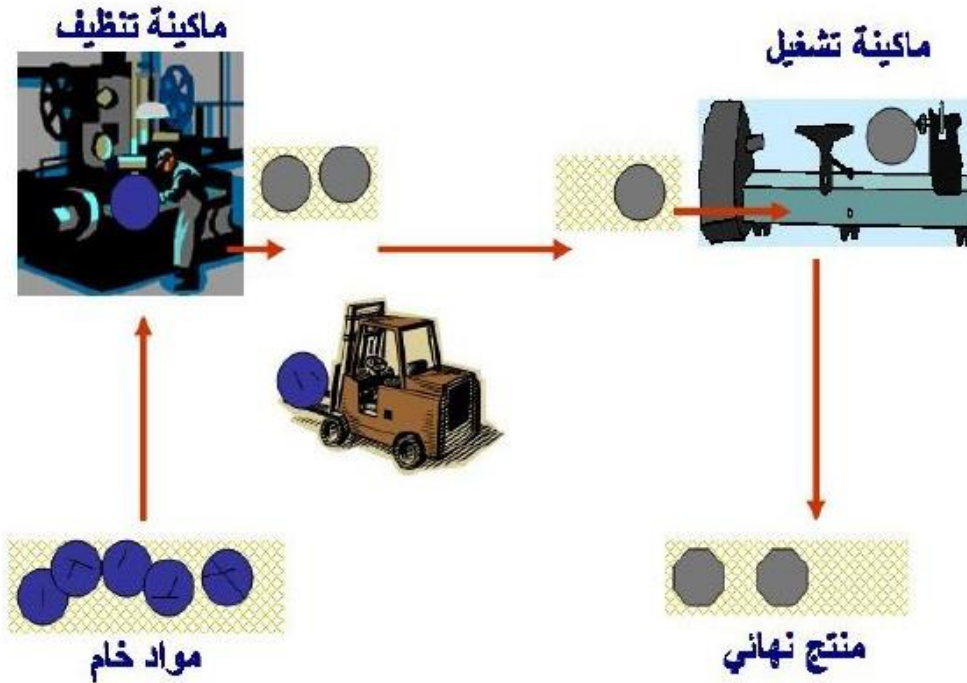 ماكينة تنظيف
ماكينة تشغيل
مواد خام
منتج نهائي